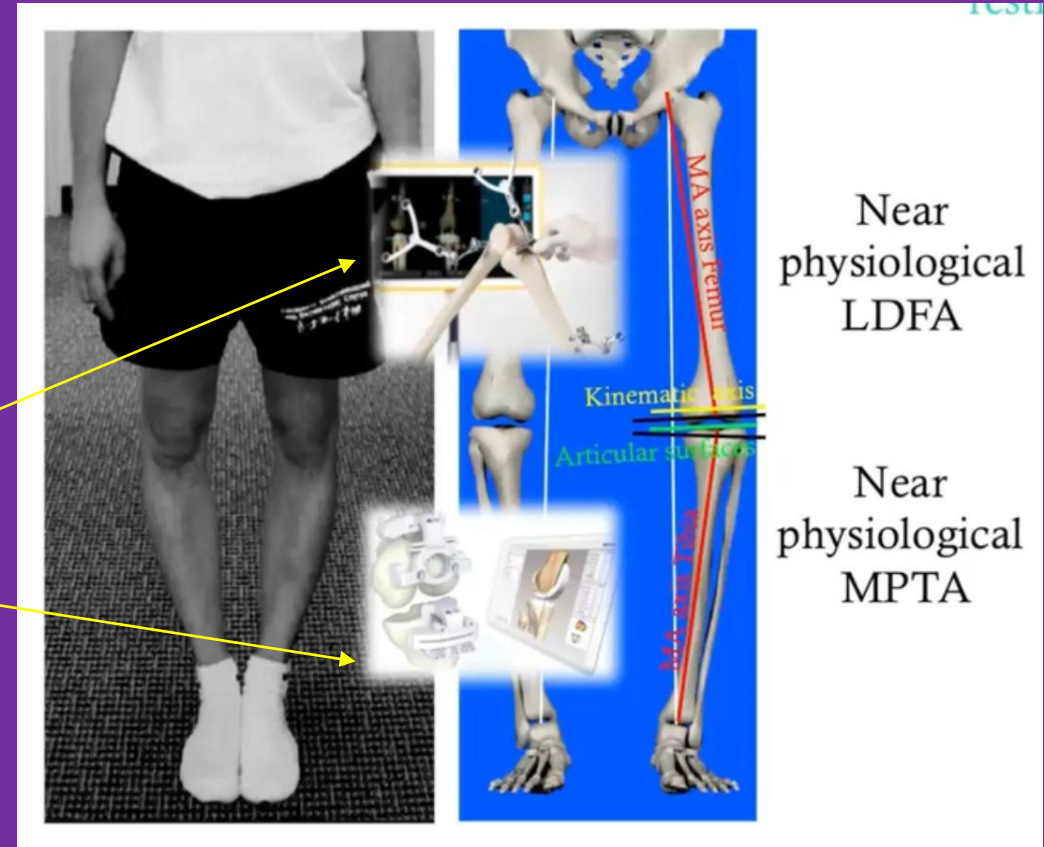 MA axis Femur
Near
physiological
LDFA
Kinematic axis
Articular surfaces
Near
physiological
MPTA
MA axis Tibia